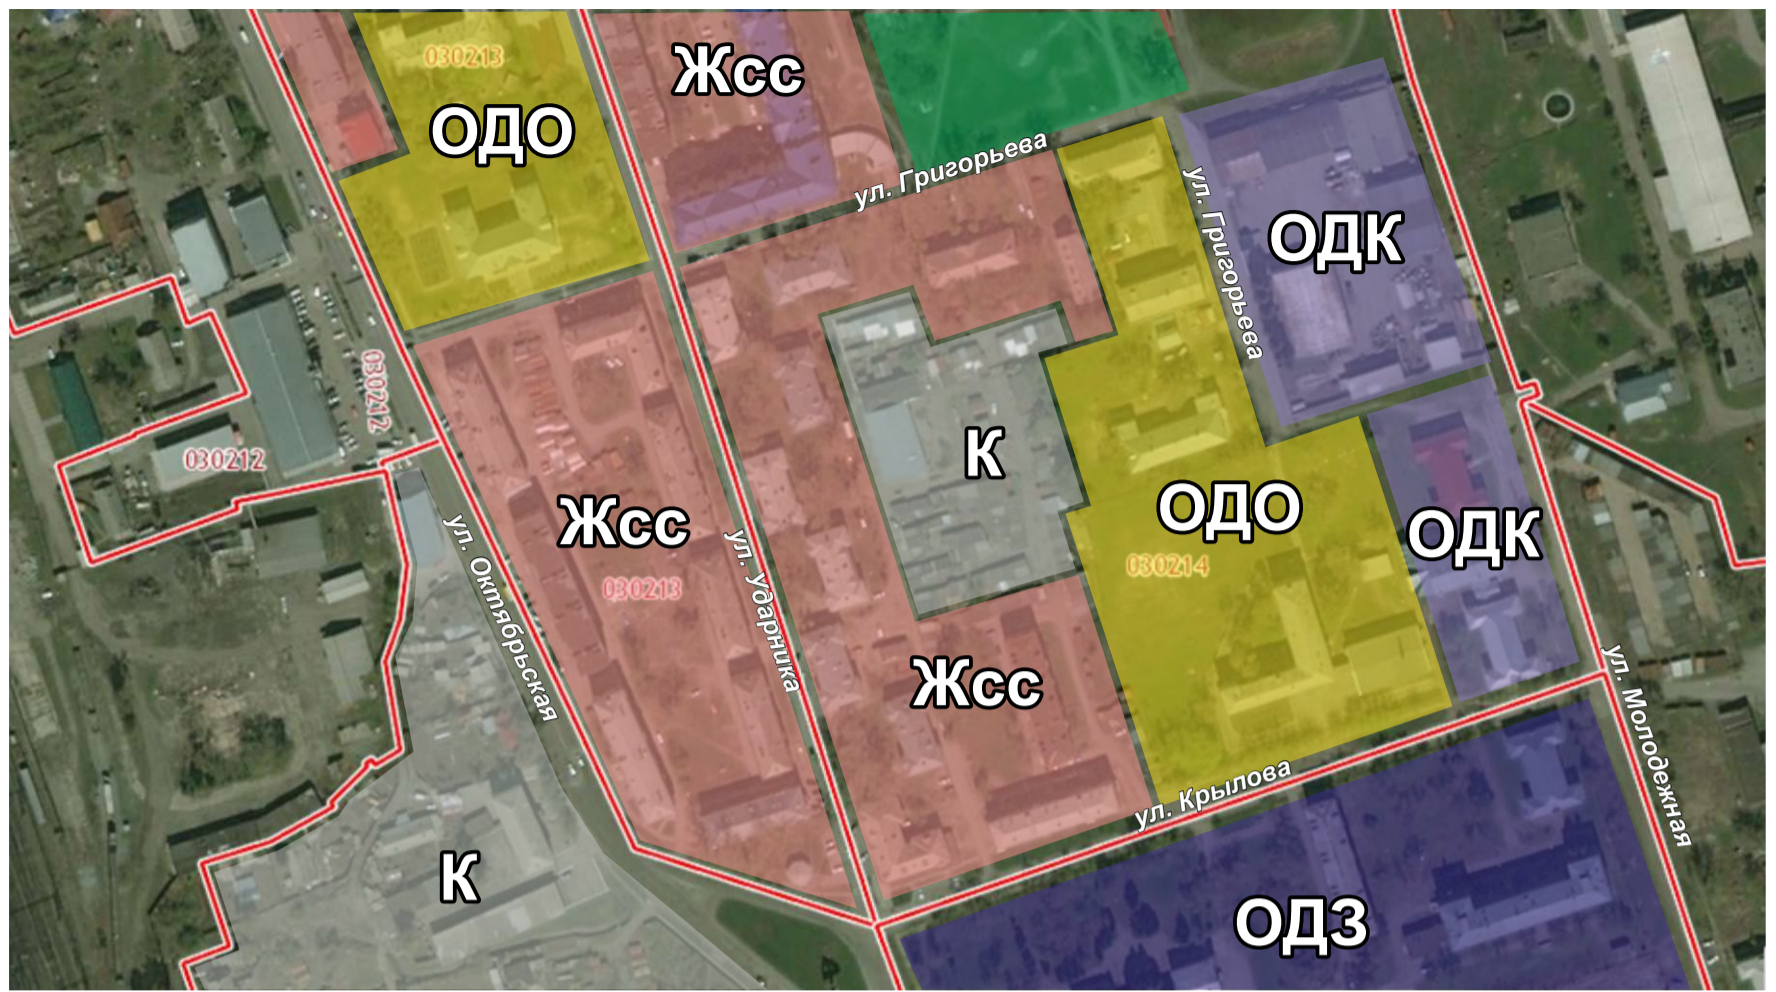 030213
Жсс
ОДО
ул. Григорьева
ул. Григорьева
ОДК
030212
030212
К
Жсс
ОДО
ОДК
ул. Октябрьская
030213
ул. Ударника
030214
Жсс
ул. Молодежная
ул. Крылова
К
ОДЗ